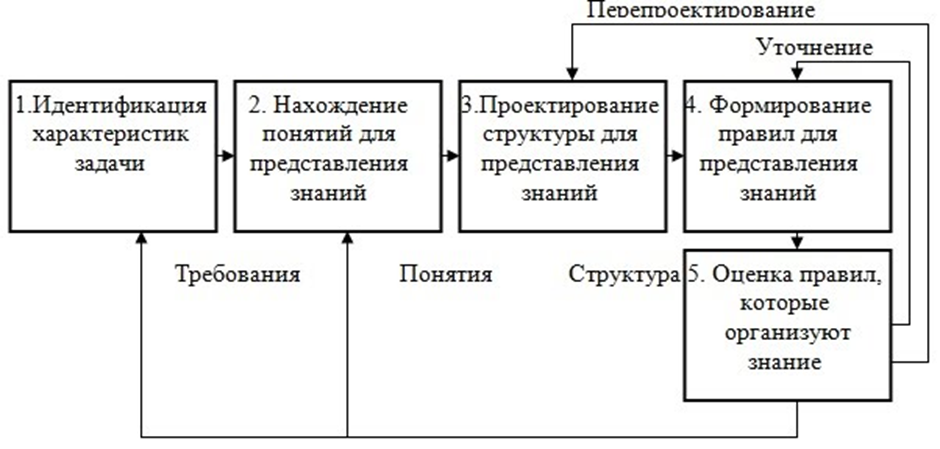 Перепроектирование
Уточнение
1.Идентификация
характеристик
задачи
2. Нахождение
понятий для
представления
знаний
3.Проектирование
структуры для
представления
знаний
4. Формирование
правил для
представления
знаний
Требования
Понятия
Структура
5. Оценка правил,
которые
организуют
знание